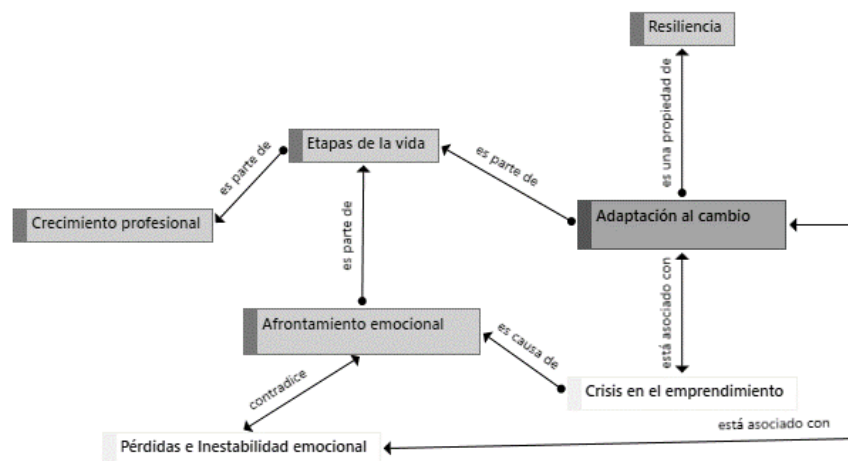 Resiliencia
es una propiedad de
Etapas de la vida
es parte de
es parte de
Crecimiento profesional
Adaptación al cambio
es parte de
está asociado con
Afrontamiento emocional
es causa de
contradice
Crisis en el emprendimiento
está asociado con
Pérdidas e Inestabilidad emocional